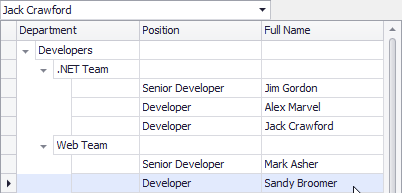 Jack Crawford
Department Position Full Name
Developers
.NET Team
Senior Developer Jim Gordon
Developer Alex Marvel
Developer Jack Crawford
Web Team
Senior Developer Mark Asher
Developer Sandy Broomer